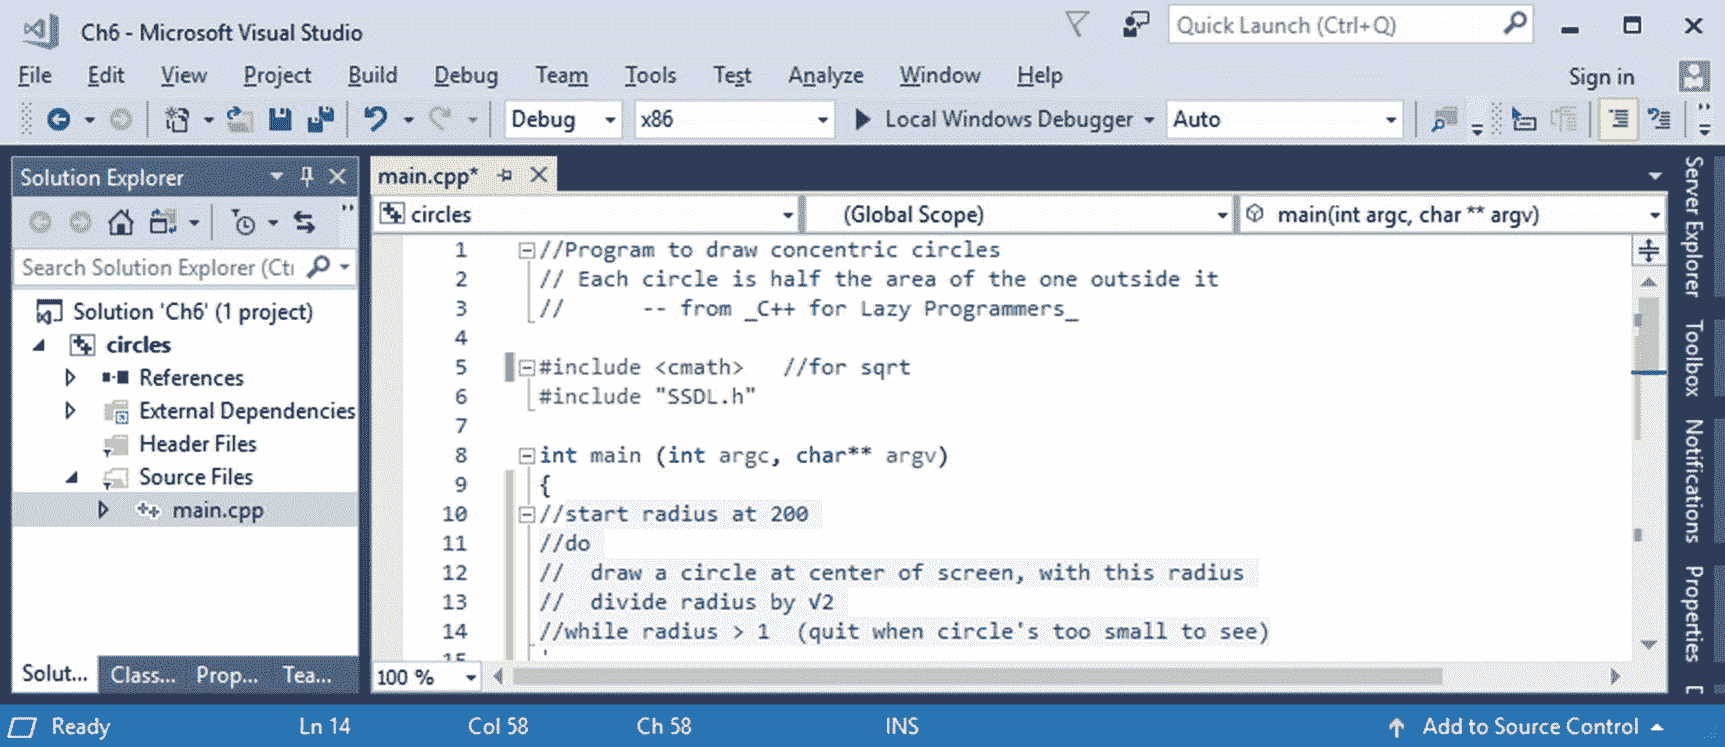 Ch6 - Microsoft Visual Studio
Quick Launch (Ctrl+Q)
File Edit View Project Build Debug Team Tools Test Analyze Window Help Sign in
Debug x86 Local Windows Debugger Auto
Solution Explorer
Search Solution Explorer (Ctı
Solution 'Ch6' (1 project)
circles
References
External Dependencies
Header Files
Source Files
main.cpp
Solut... Class... Prop... Tea...
main.cpp*
circles (Global Scope) main(int argc, char ** argv)
1 //Program to draw concentric circles
2 // Each circle is half the area of the one outside it
3 // -- from _C++ for Lazy Programmers_
4
5 #include <cmath> //for sqrt
6 #include "SSDL.h"
7
8 int main (int argc, char** argv)
9 {
10 //start radius at 200
11 //do
12 // draw a circle at center of screen, with this radius
13 // divide radius by √2
14 //while radius > 1 (quit when circle's too small to see)
15
100 %
Server Explorer
Toolbox
Notifications
Properties
Ready Ln 14 Col 58 Ch 58 INS Add to Source Control